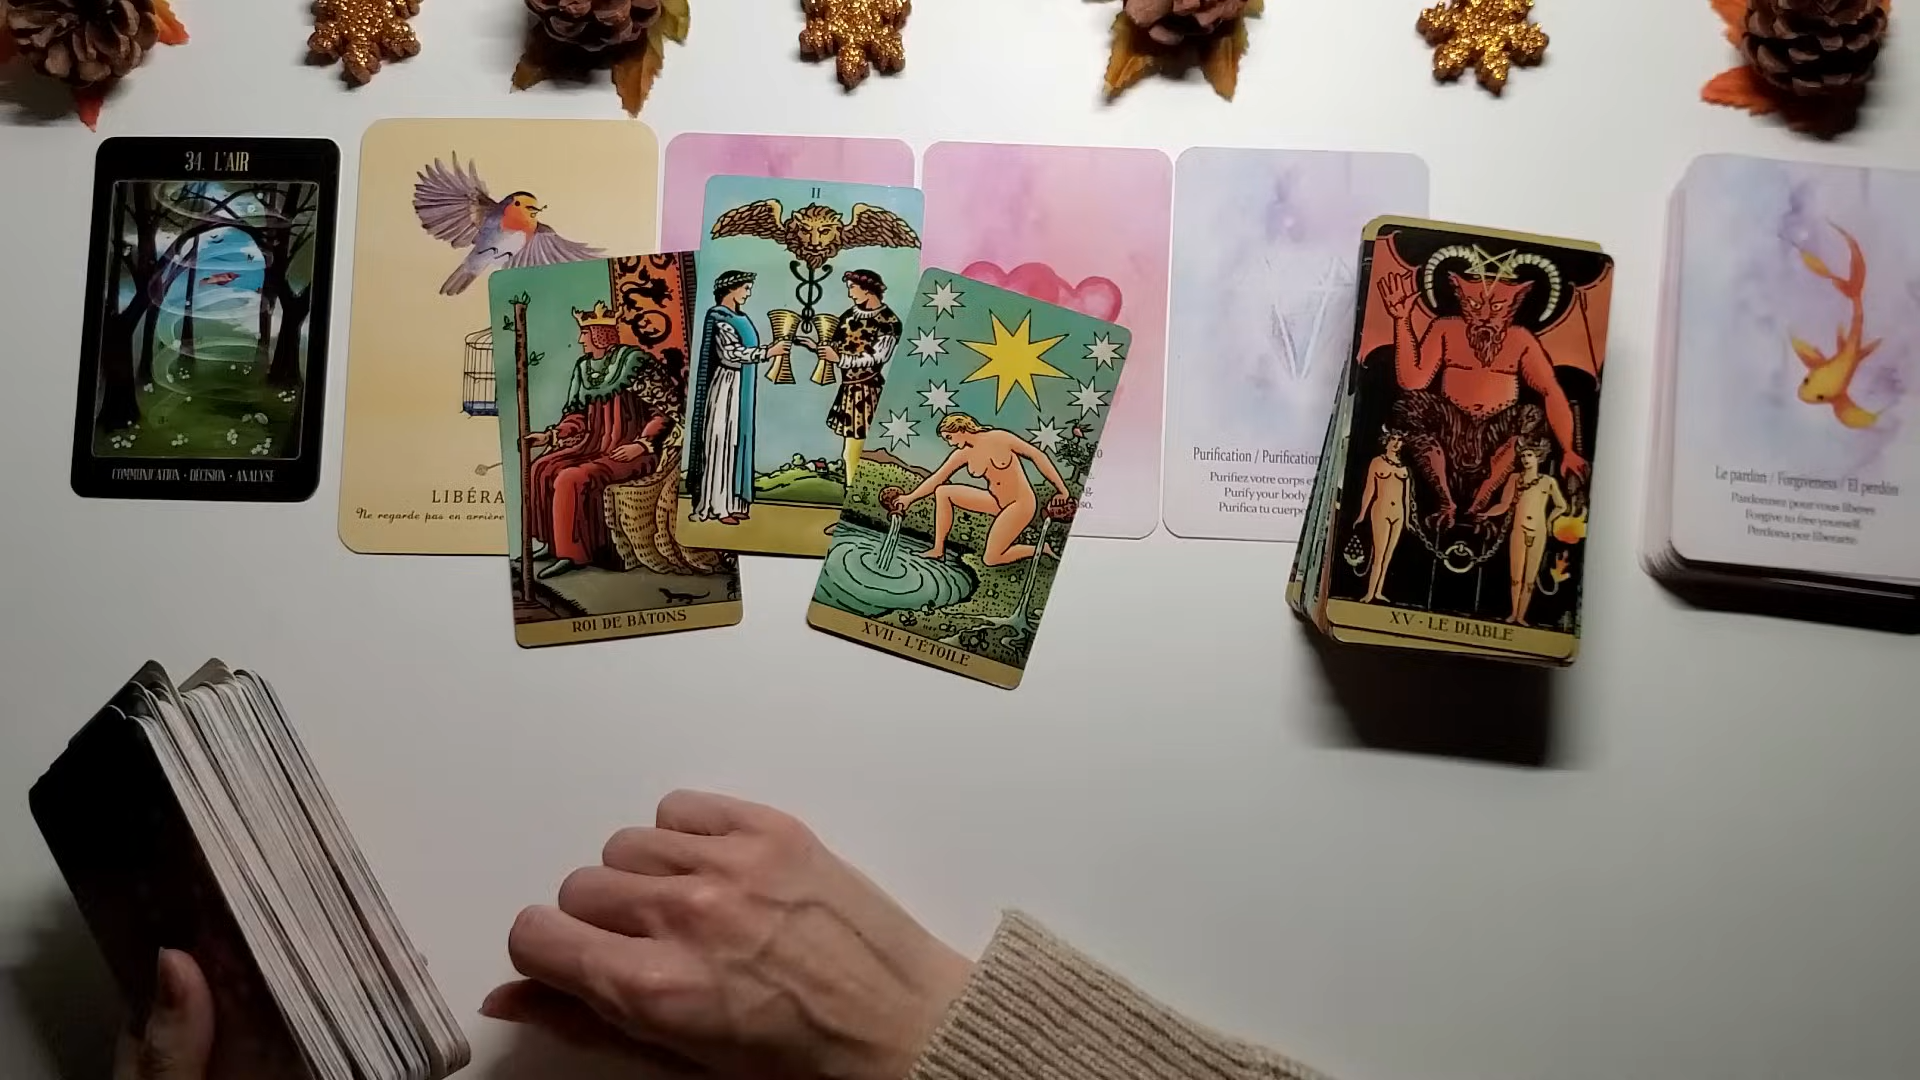 34. L'AIR
COMMUNICATION • DÉCISION • ANALYSE
LIBÉRA
Ne regarde pas en arrière
ROI DE BÂTONS
II
XVII • L'ÉTOILE
Purification / Purification
Purifiez votre corps e
Purify your body
Purifica tu cuerpo
XV • LE DIABLE
Le pardon / Forgiveness / El perdón
Pardonnez pour vous libérer
Forgive to free yourself.
Perdona por liberarte.